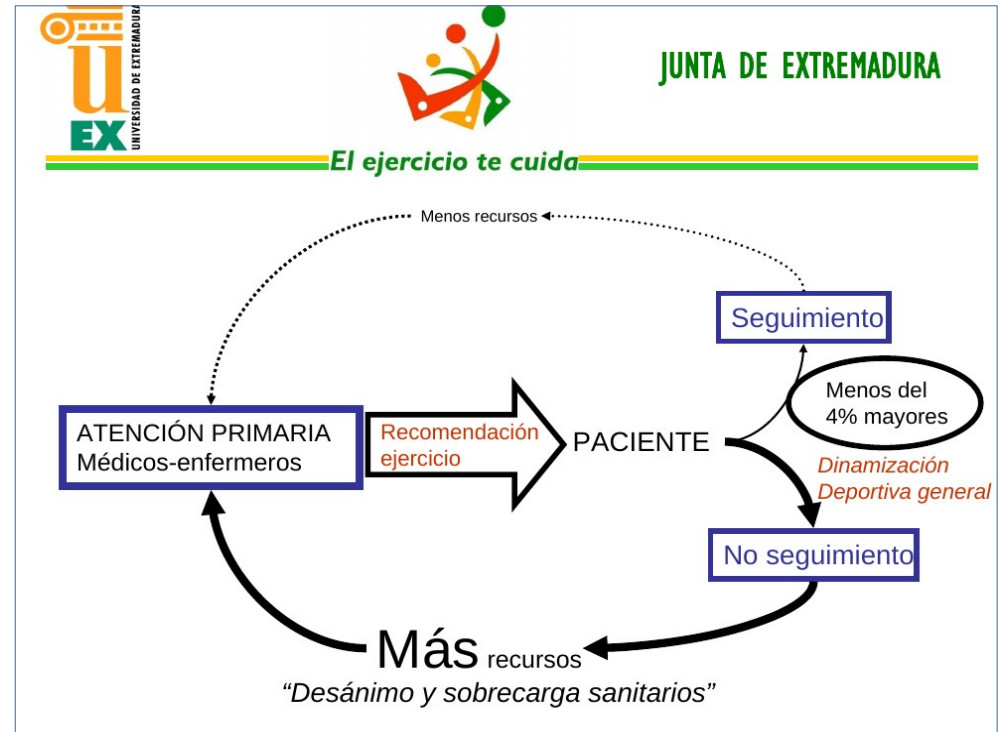 UNIVERSIDAD DE EXTREMADURA
u
EX
JUNTA DE EXTREMADURA
El ejercicio te cuida
Menos recursos
Seguimiento
Menos del
4% mayores
ATENCIÓN PRIMARIA
Médicos-enfermeros
Recomendación
ejercicio
PACIENTE
Dinamización
Deportiva general
No seguimiento
Más recursos
“Desánimo y sobrecarga sanitarios”